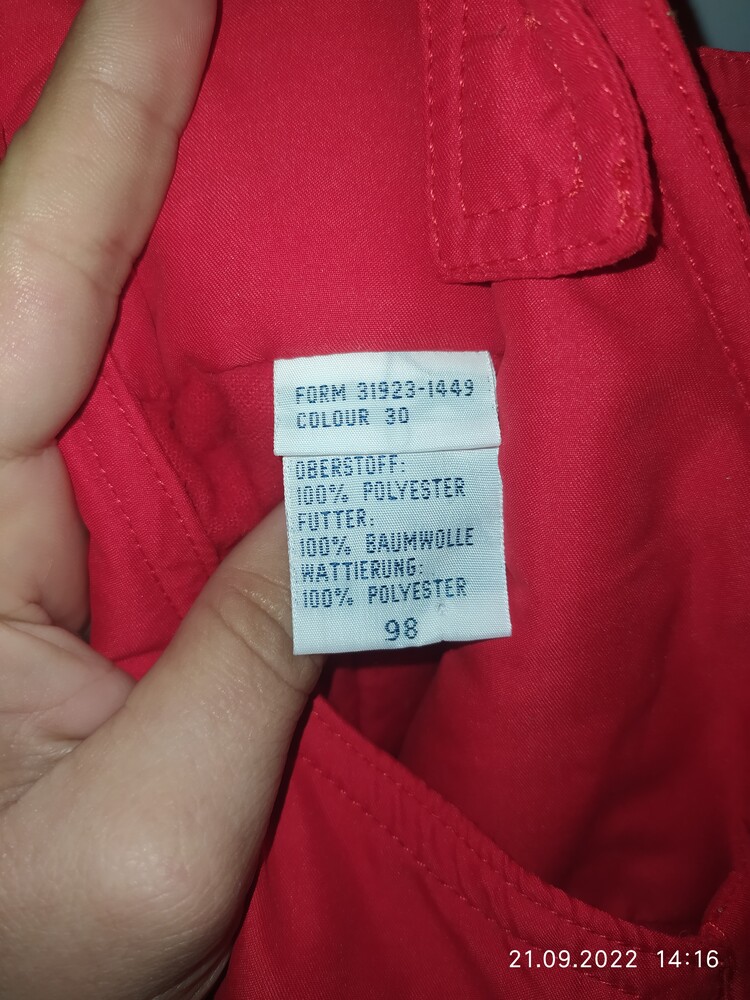 FORM 31923-1449
COLOUR 30
OBERSTOFF:
100% POLYESTER
FUTTER:
100% BAUMWOLLE
WATTIERUNG:
100% POLYESTER
98
21.09.2022 14:16